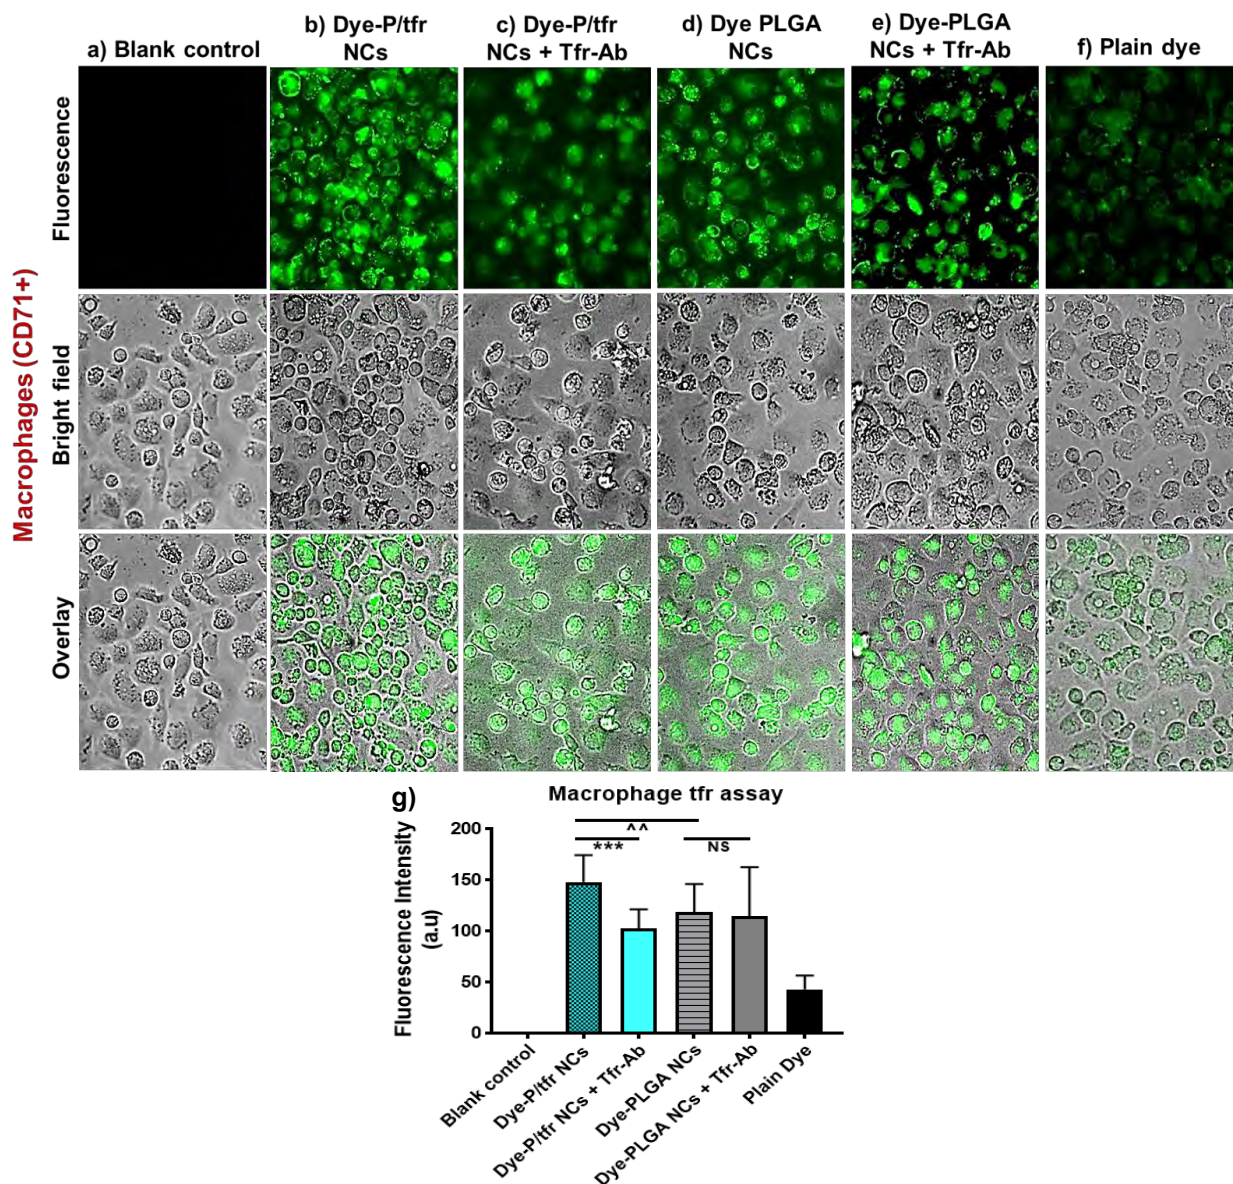 a) Blank control
b) Dye-P/tfr
NCs
c) Dye-P/tfr
NCs + Tfr-Ab
d) Dye PLGA
NCs
e) Dye-PLGA
NCs + Tfr-Ab
f) Plain dye
Macrophages (CD71+)
Fluorescence
Bright field
Overlay
g)
Macrophage tfr assay
Fluorescence Intensity
(a.u)
200
150
100
50
0
^^
***
NS
Blank control
Dye-P/tfr NCs
Dye-P/tfr NCs + Tfr-Ab
Dye-PLGA NCs
Dye-PLGA NCs + Tfr-Ab
Plain Dye